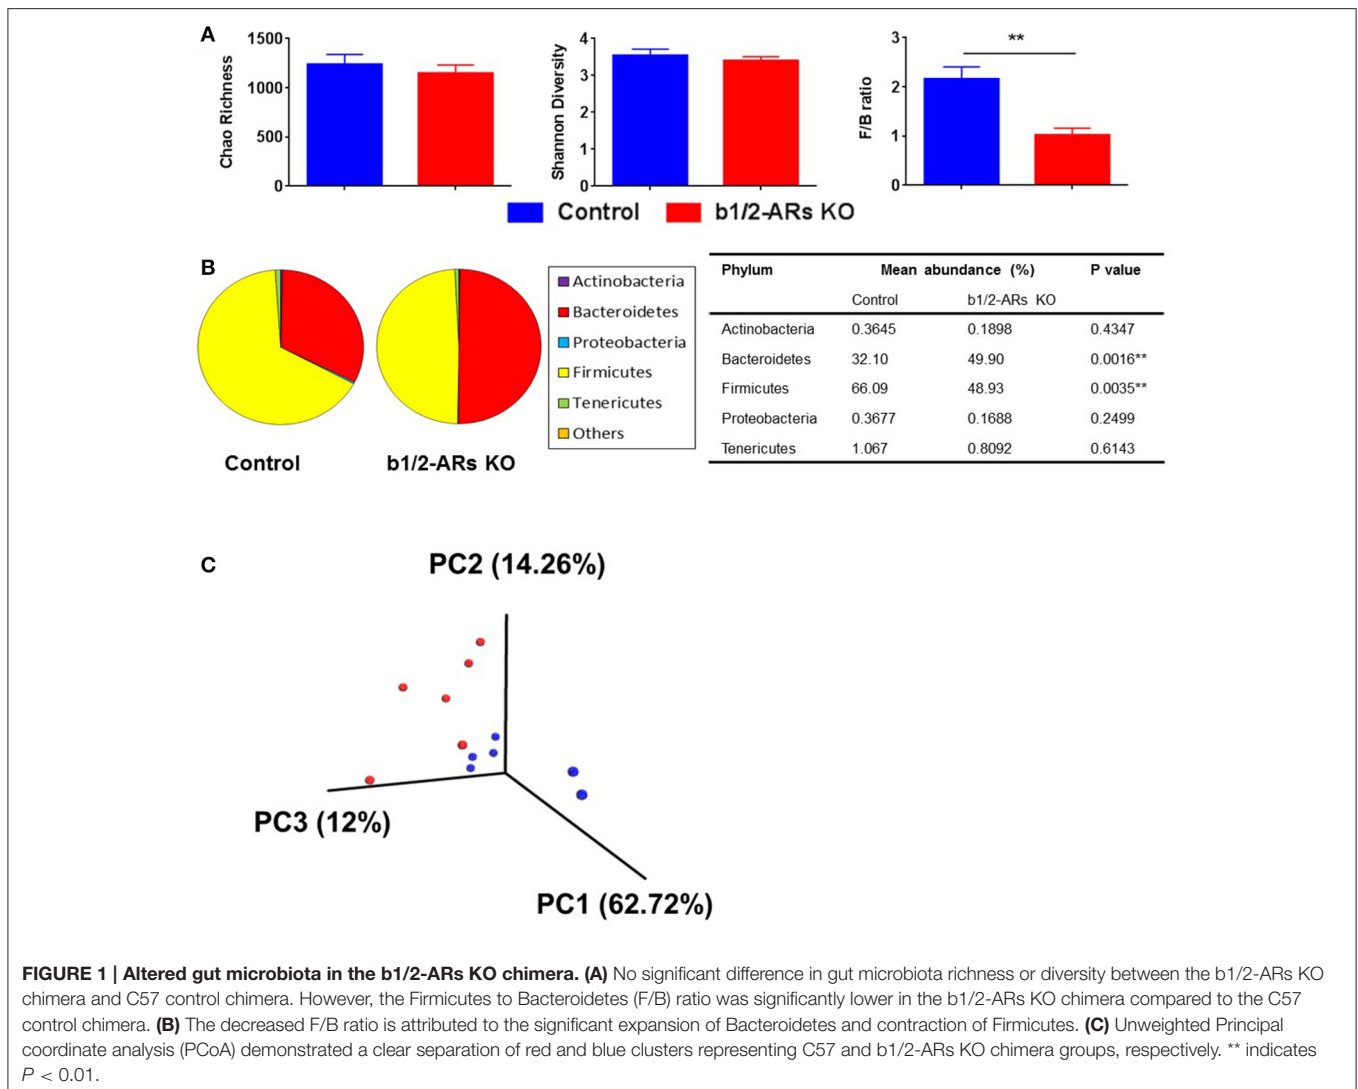 A
1500
1000
500
0
Chao Richness
4
3
2
1
0
Shannon Diversity
3
2
1
0
F/B ratio
**
Control b1/2-ARs KO
B
Control
b1/2-ARs KO
Actinobacteria
Bacteroidetes
Proteobacteria
Firmicutes
Tenericutes
Others
Phylum Mean abundance (%) P value
Control b1/2-ARs KO
Actinobacteria 0.3645 0.1898 0.4347
Bacteroidetes 32.10 49.90 0.0016**
Firmicutes 66.09 48.93 0.0035**
Proteobacteria 0.3677 0.1688 0.2499
Tenericutes 1.067 0.8092 0.6143
C
PC2 (14.26%)
PC3 (12%)
PC1 (62.72%)
FIGURE 1 | Altered gut microbiota in the b1/2-ARs KO chimera. (A) No significant difference in gut microbiota richness or diversity between the b1/2-ARs KO
chimera and C57 control chimera. However, the Firmicutes to Bacteroidetes (F/B) ratio was significantly lower in the b1/2-ARs KO chimera compared to the C57
control chimera. (B) The decreased F/B ratio is attributed to the significant expansion of Bacteroidetes and contraction of Firmicutes. (C) Unweighted Principal
coordinate analysis (PCoA) demonstrated a clear separation of red and blue clusters representing C57 and b1/2-ARs KO chimera groups, respectively. ** indicates
P < 0.01.